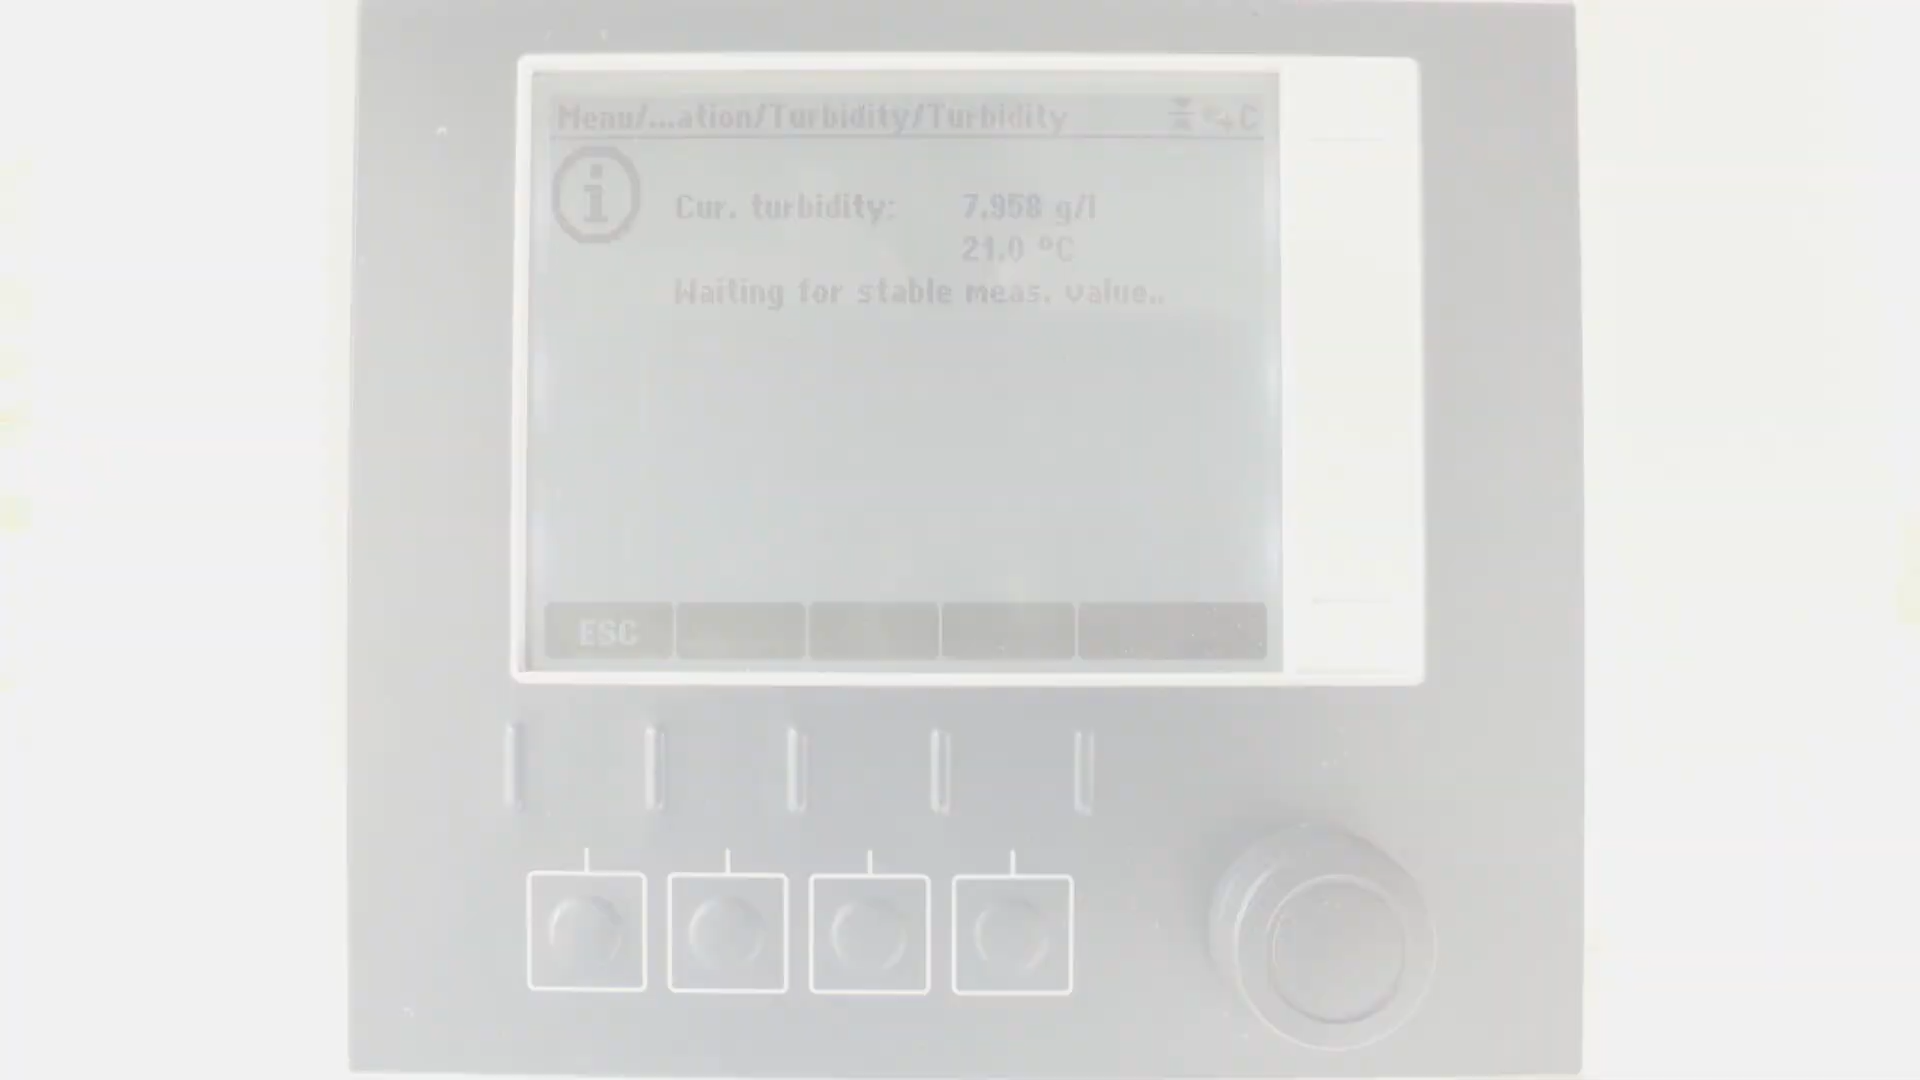 Menu/...ation/Turbidity/Turbidity C
i Cur. turbidity: 7.958 g/l
21.0 °C
Waiting for stable meas. value..
ESC